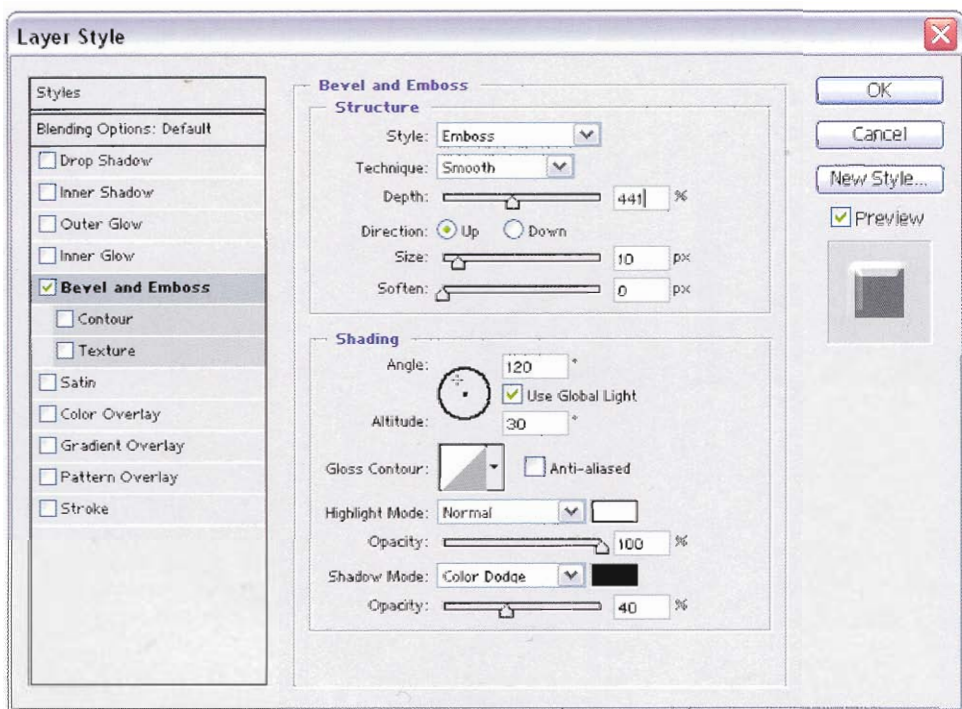 Layer Style
Styles
Blending Options: Default
Drop Shadow
Inner Shadow
Outer Glow
Inner Glow
Bevel and Emboss
Contour
Texture
Satin
Color Overlay
Gradient Overlay
Pattern Overlay
Stroke
Bevel and Emboss
Structure
Style: Emboss
Technique: Smooth
Depth: 441 %
Direction: Up Down
Size: 10 px
Soften: 0 px
Shading
Angle: 120 °
Use Global Light
Altitude: 30 °
Gloss Contour: Anti-aliased
Highlight Mode: Normal
Opacity: 100 %
Shadow Mode: Color Dodge
Opacity: 40 %
OK
Cancel
New Style...
Preview